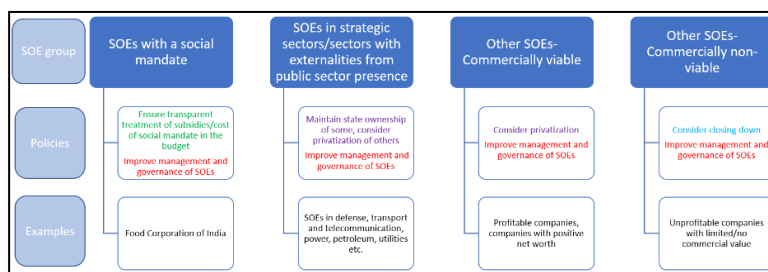 SOE group
SOEs with a social
mandate
SOEs in strategic
sectors/sectors with
externalities from
public sector presence
Other SOEs-
Commercially viable
Other SOEs-
Commercially non-
viable
Policies
Ensure transparent
treatment of subsidies/cost
of social mandate in the
budget
Improve management and
governance of SOEs
Maintain state ownership
of some, consider
privatization of others
Improve management and
governance of SOEs
Consider privatization
Improve management and
governance of SOEs
Consider closing down
Improve management and
governance of SOEs
Examples
Food Corporation of India
SOEs in defense, transport
and telecommunication,
power, petroleum, utilities
etc.
Profitable companies,
companies with positive
net worth
Unprofitable companies
with limited/no
commercial value